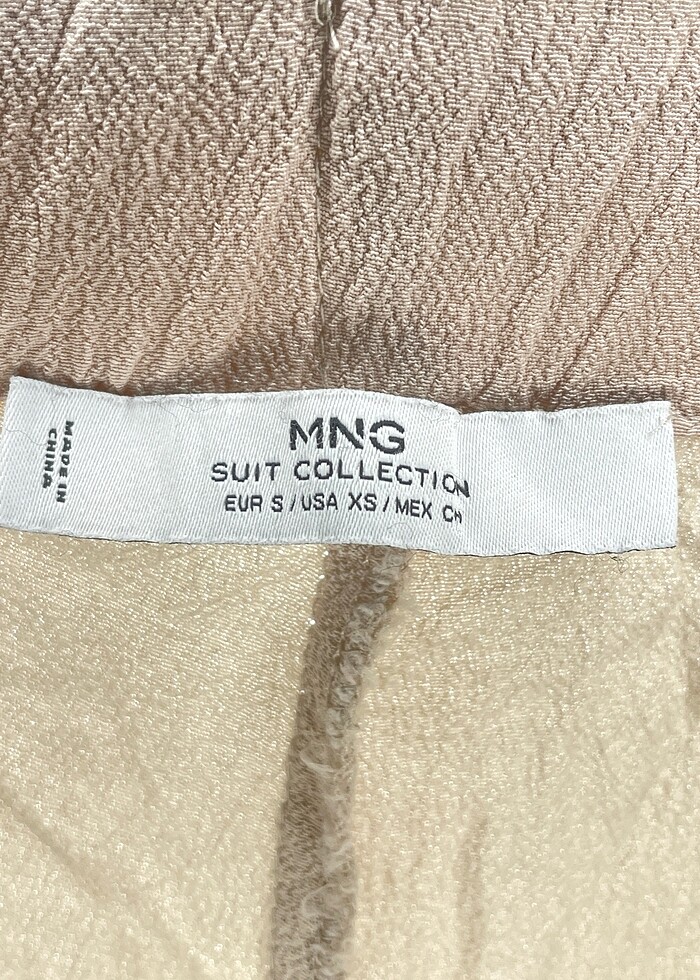 MADE IN
CHINA
MNG
SUIT COLLECTION
EUR S / USA XS / MEX CH